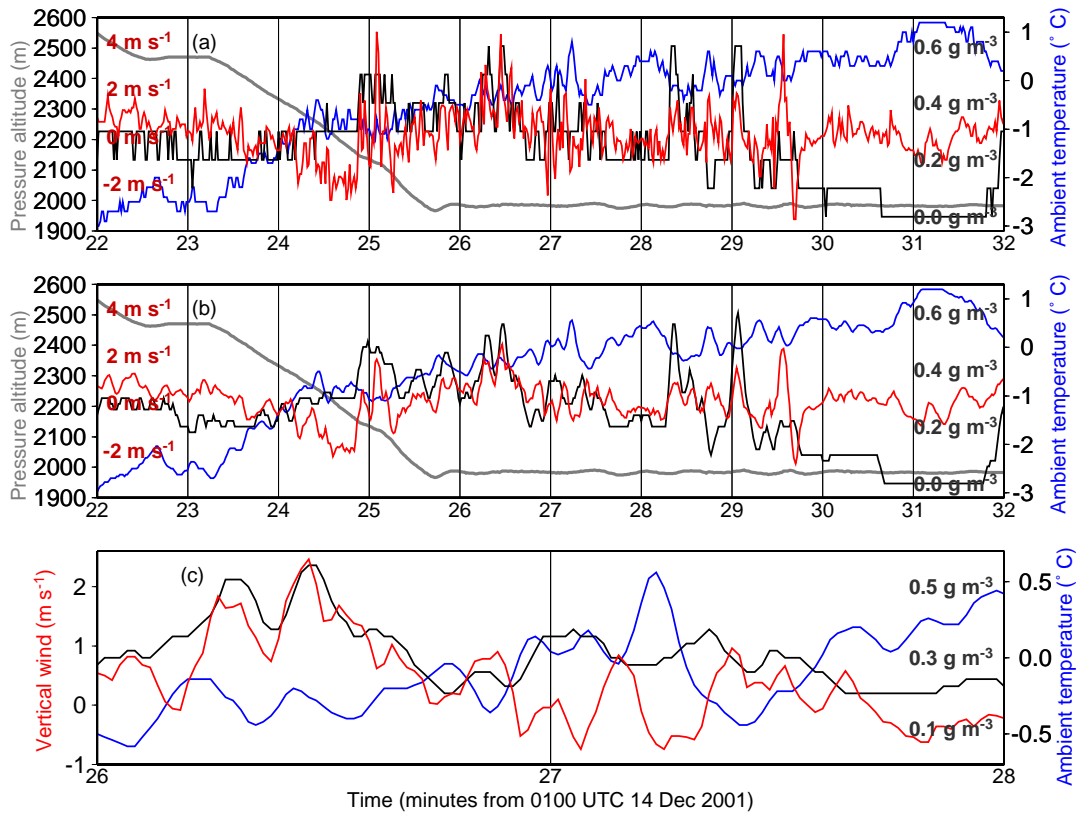 2600
2500
2400
2300
2200
2100
2000
1900
Pressure altitude (m)
4 m s-1
2 m s-1
0 m s-1
-2 m s-1
(a)
0.6 g m-3
0.4 g m-3
0.2 g m-3
0.0 g m-3
1
0
-1
-2
-3
Ambient temperature (° C)
22 23 24 25 26 27 28 29 30 31 32
2600
2500
2400
2300
2200
2100
2000
1900
Pressure altitude (m)
4 m s-1
2 m s-1
0 m s-1
-2 m s-1
(b)
0.6 g m-3
0.4 g m-3
0.2 g m-3
0.0 g m-3
1
0
-1
-2
-3
Ambient temperature (° C)
22 23 24 25 26 27 28 29 30 31 32
2
1
0
-1
Vertical wind (m s-1)
(c)
0.5 g m-3
0.3 g m-3
0.1 g m-3
0.5
0.0
-0.5
Ambient temperature (° C)
26 27 28
Time (minutes from 0100 UTC 14 Dec 2001)